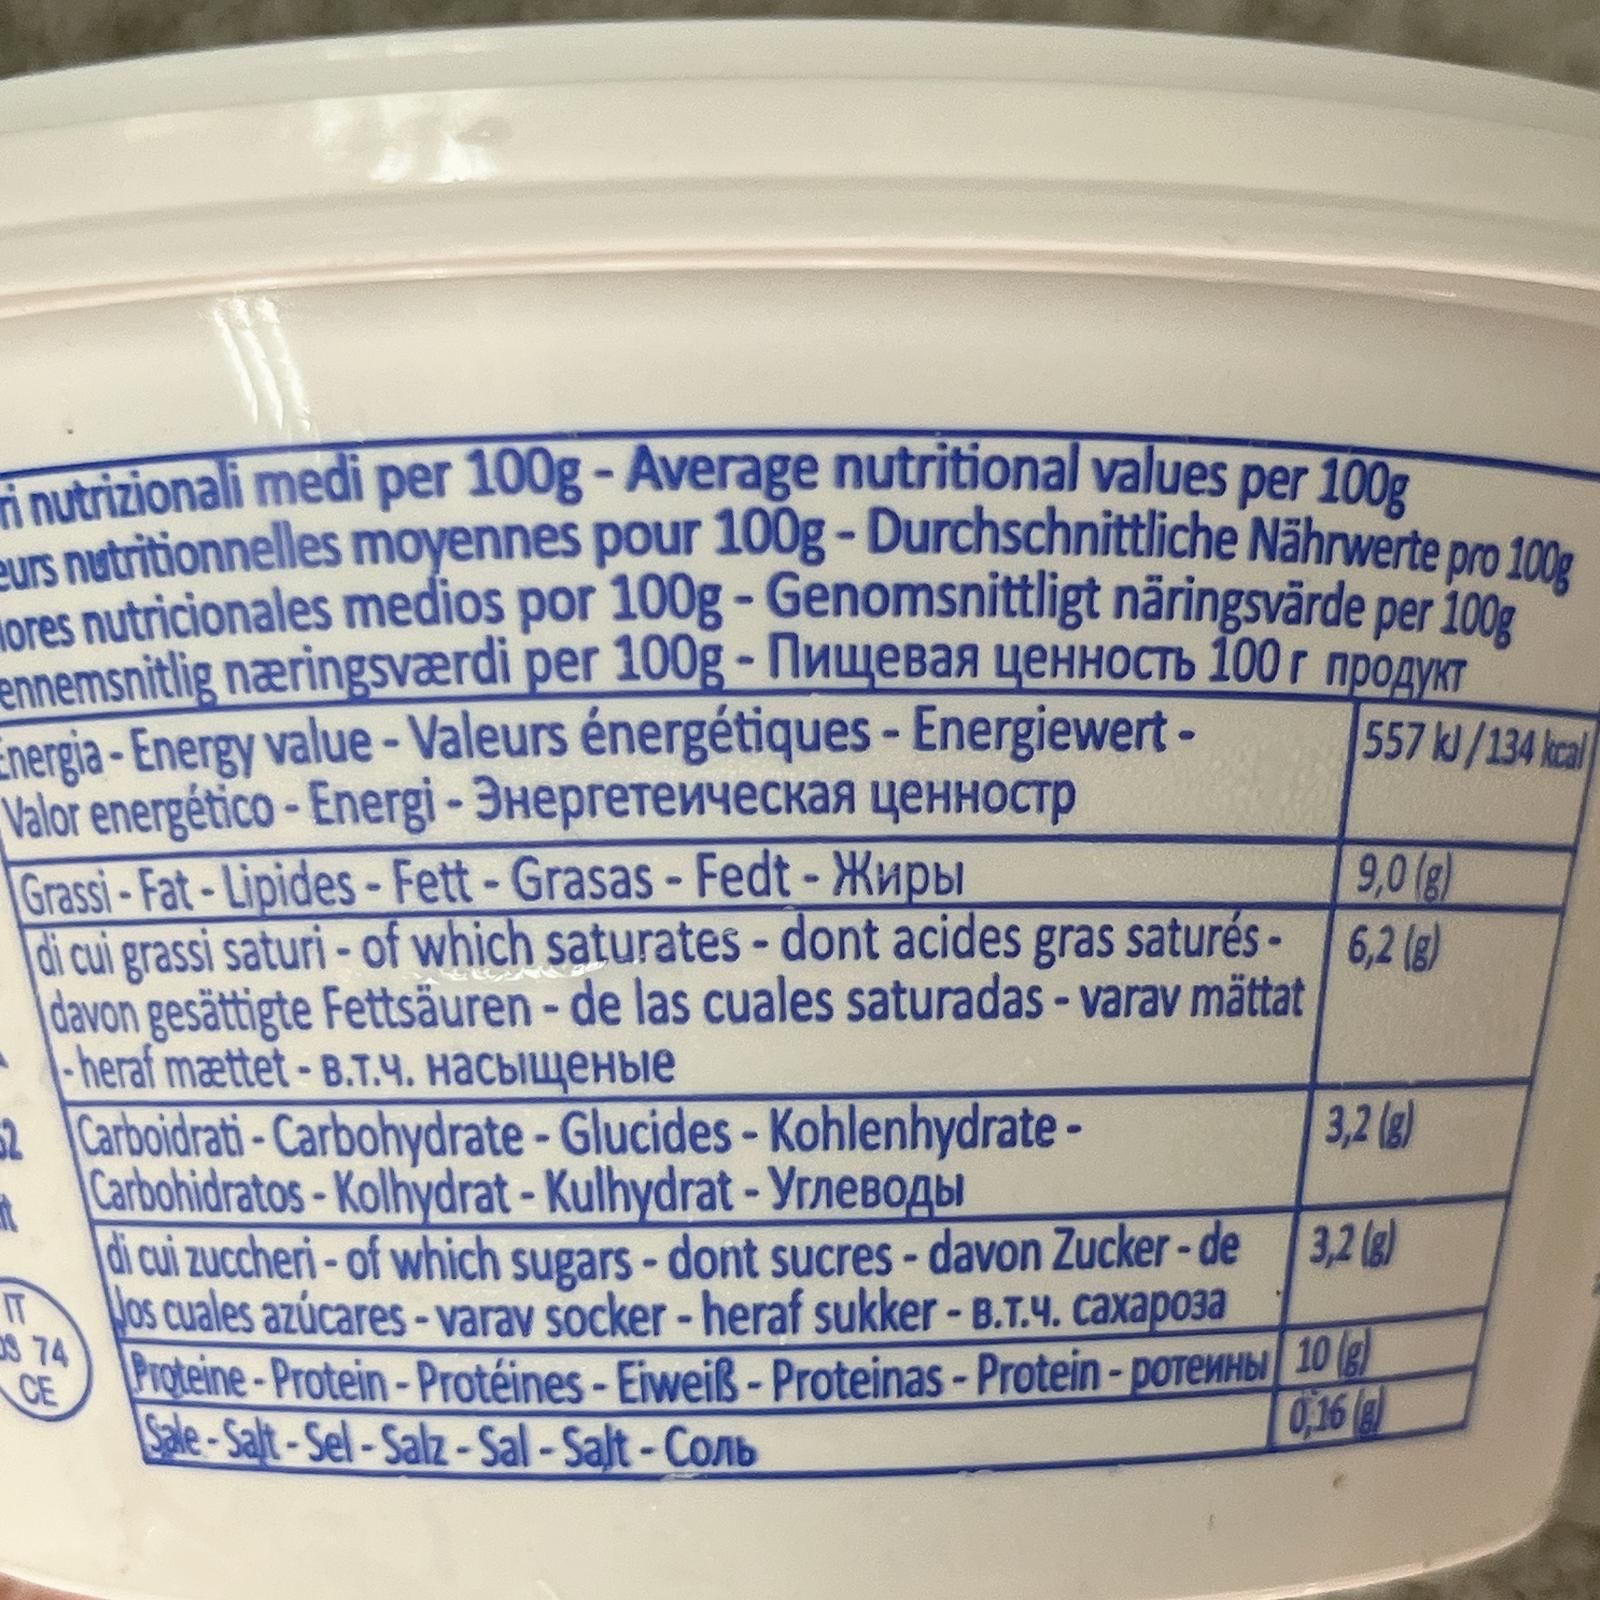 ri nutrizionali medi per 100g - Average nutritional values per 100g
eurs nutritionnelles moyennes pour 100g - Durchschnittliche Nährwerte pro 100g
lores nutricionales medios por 100g - Genomsnittligt näringsvärde per 100g
ennemsnitlig næringsværdi per 100g - Пищевая ценность 100 г продукт
Energia - Energy value - Valeurs énergétiques - Energiewert - 557 kJ / 134 kcal
Valor energético - Energi - Энергетеическая ценностр
Grassi - Fat - Lipides - Fett - Grasas - Fedt - Жиры 9,0 (g)
di cui grassi saturi - of which saturates - dont acides gras saturés - 6,2 (g)
davon gesättigte Fettsäuren - de las cuales saturadas - varav mättat
- heraf mættet - в.т.ч. насыщеные
Carboidrati - Carbohydrate - Glucides - Kohlenhydrate - 3,2 (g)
Carbohidratos - Kolhydrat - Kulhydrat - Углеводы
di cui zuccheri - of which sugars - dont sucres - davon Zucker - de 3,2 (g)
los cuales azúcares - varav socker - heraf sukker - в.т.ч. сахароза
Proteine - Protein - Protéines - Eiweiß - Proteinas - Protein - ротеины 10 (g)
Sale - Salt - Sel - Salz - Sal - Salt - Соль 0,16 (g)
IT
09 74
CE